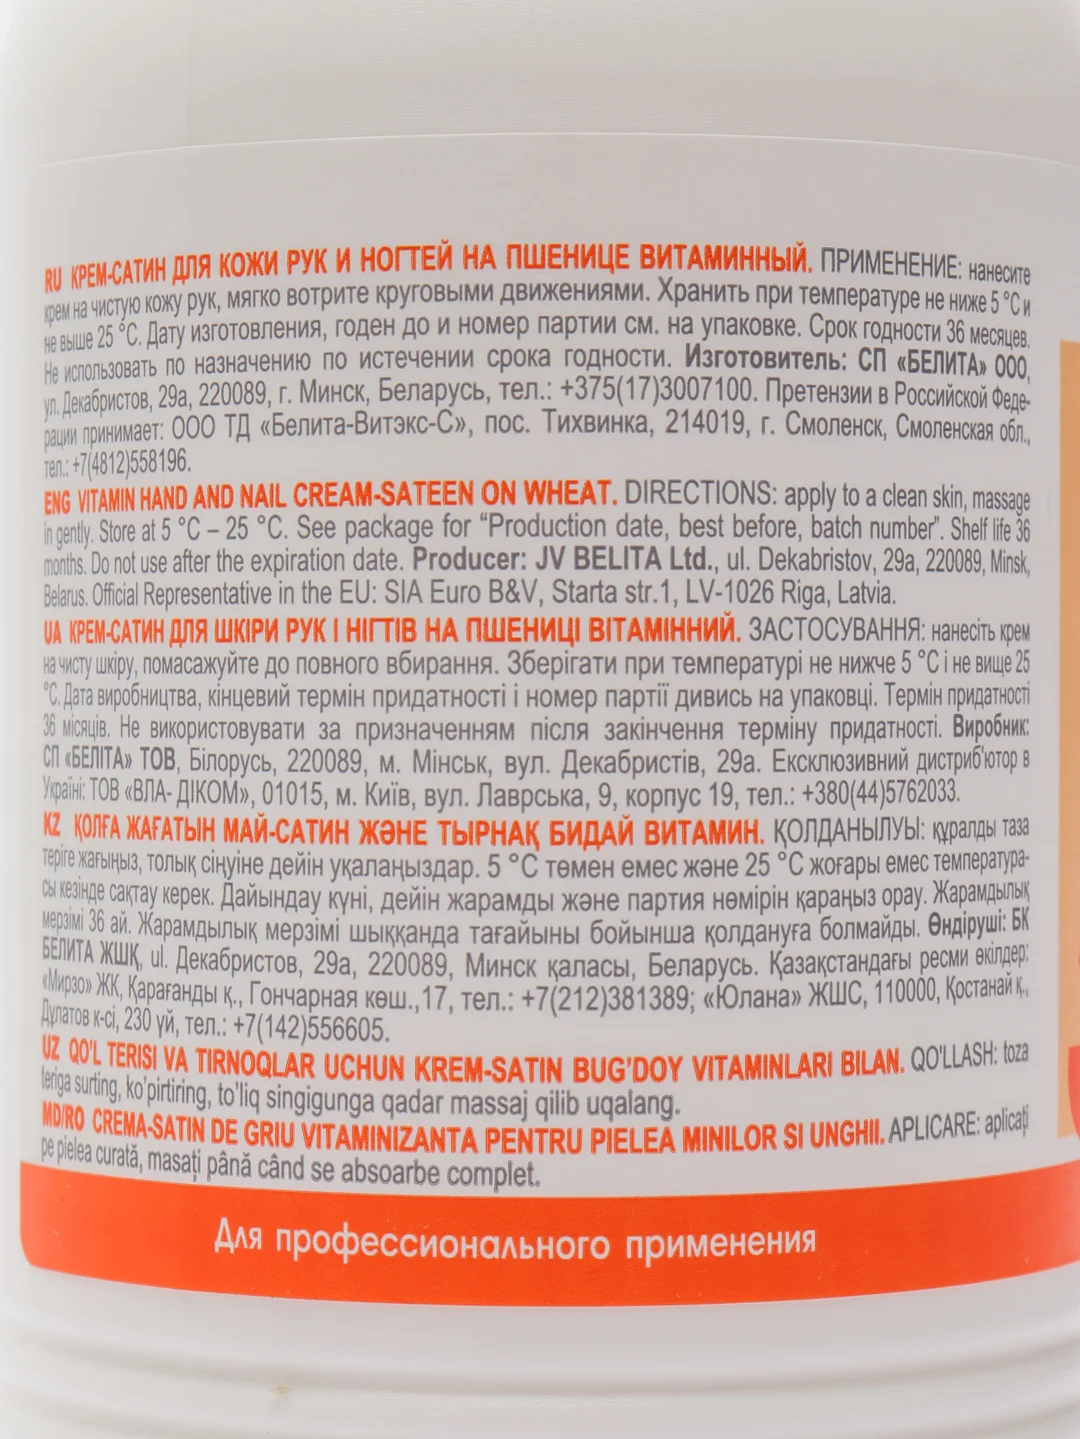 RU КРЕМ-САТИН ДЛЯ КОЖИ РУК И НОГТЕЙ НА ПШЕНИЦЕ ВИТАМИННЫЙ. ПРИМЕНЕНИЕ: нанесите
крем на чистую кожу рук, мягко вотрите круговыми движениями. Хранить при температуре не ниже 5 °C и
не выше 25 °C. Дату изготовления, годен до и номер партии см. на упаковке. Срок годности 36 месяцев.
Не использовать по назначению по истечении срока годности. Изготовитель: СП «БЕЛИТА» ООО,
ул. Декабристов, 29а, 220089, г. Минск, Беларусь, тел.: +375(17)3007100. Претензии в Российской Феде-
рации принимает: ООО ТД «Белита-Витэкс-С», пос. Тихвинка, 214019, г. Смоленск, Смоленская обл.,
тел.: +7(4812)558196.
ENG VITAMIN HAND AND NAIL CREAM-SATEEN ON WHEAT. DIRECTIONS: apply to a clean skin, massage
in gently. Store at 5 °C – 25 °C. See package for “Production date, best before, batch number”. Shelf life 36
months. Do not use after the expiration date. Producer: JV BELITA Ltd., ul. Dekabristov, 29a, 220089, Minsk,
Belarus. Official Representative in the EU: SIA Euro B&V, Starta str.1, LV-1026 Riga, Latvia.
UA КРЕМ-САТИН ДЛЯ ШКІРИ РУК І НІГТІВ НА ПШЕНИЦІ ВІТАМІННИЙ. ЗАСТОСУВАННЯ: нанесіть крем
на чисту шкіру, помасажуйте до повного вбирання. Зберігати при температурі не нижче 5 °C і не вище 25
°C. Дата виробництва, кінцевий термін придатності і номер партії дивись на упаковці. Термін придатності
36 місяців. Не використовувати за призначенням після закінчення терміну придатності. Виробник:
СП «БЕЛІТА» ТОВ, Білорусь, 220089, м. Мінськ, вул. Декабристів, 29а. Ексклюзивний дистриб'ютор в
Україні: ТОВ «ВЛА- ДІКОМ», 01015, м. Київ, вул. Лаврська, 9, корпус 19, тел.: +380(44)5762033.
KZ ҚОЛҒА ЖАҒАТЫН МАЙ-САТИН ЖӘНЕ ТЫРНАҚ БИДАЙ ВИТАМИН. ҚОЛДАНЫЛУЫ: құралды таза
теріге жағыңыз, толық сіңуіне дейін уқалаңыздар. 5 °C төмен емес және 25 °C жоғары емес температура-
сы кезінде сақтау керек. Дайындау күні, дейін жарамды және партия нөмірін қараңыз орау. Жарамдылық
мерзімі 36 ай. Жарамдылық мерзімі шыққанда тағайыны бойынша қолдануға болмайды. Өндіруші: БК
БЕЛИТА ЖШҚ, ul. Декабристов, 29а, 220089, Минск қаласы, Беларусь. Қазақстандағы ресми өкілдер:
«Мирзо» ЖК, Қарағанды қ., Гончарная көш.,17, тел.: +7(212)381389; «Юлана» ЖШС, 110000, Қостанай қ.,
Дулатов к-сі, 230 үй, тел.: +7(142)556605.
UZ QO'L TERISI VA TIRNOQLAR UCHUN KREM-SATIN BUG’DOY VITAMINLARI BILAN. QO'LLASH: toza
teriga surting, ko’pirtiring, to’liq singigunga qadar massaj qilib uqalang.
MD/RO CREMA-SATIN DE GRIU VITAMINIZANTA PENTRU PIELEA MINILOR SI UNGHII. APLICARE: aplicați
pe pielea curată, masați până când se absoarbe complet.
Для профессионального применения